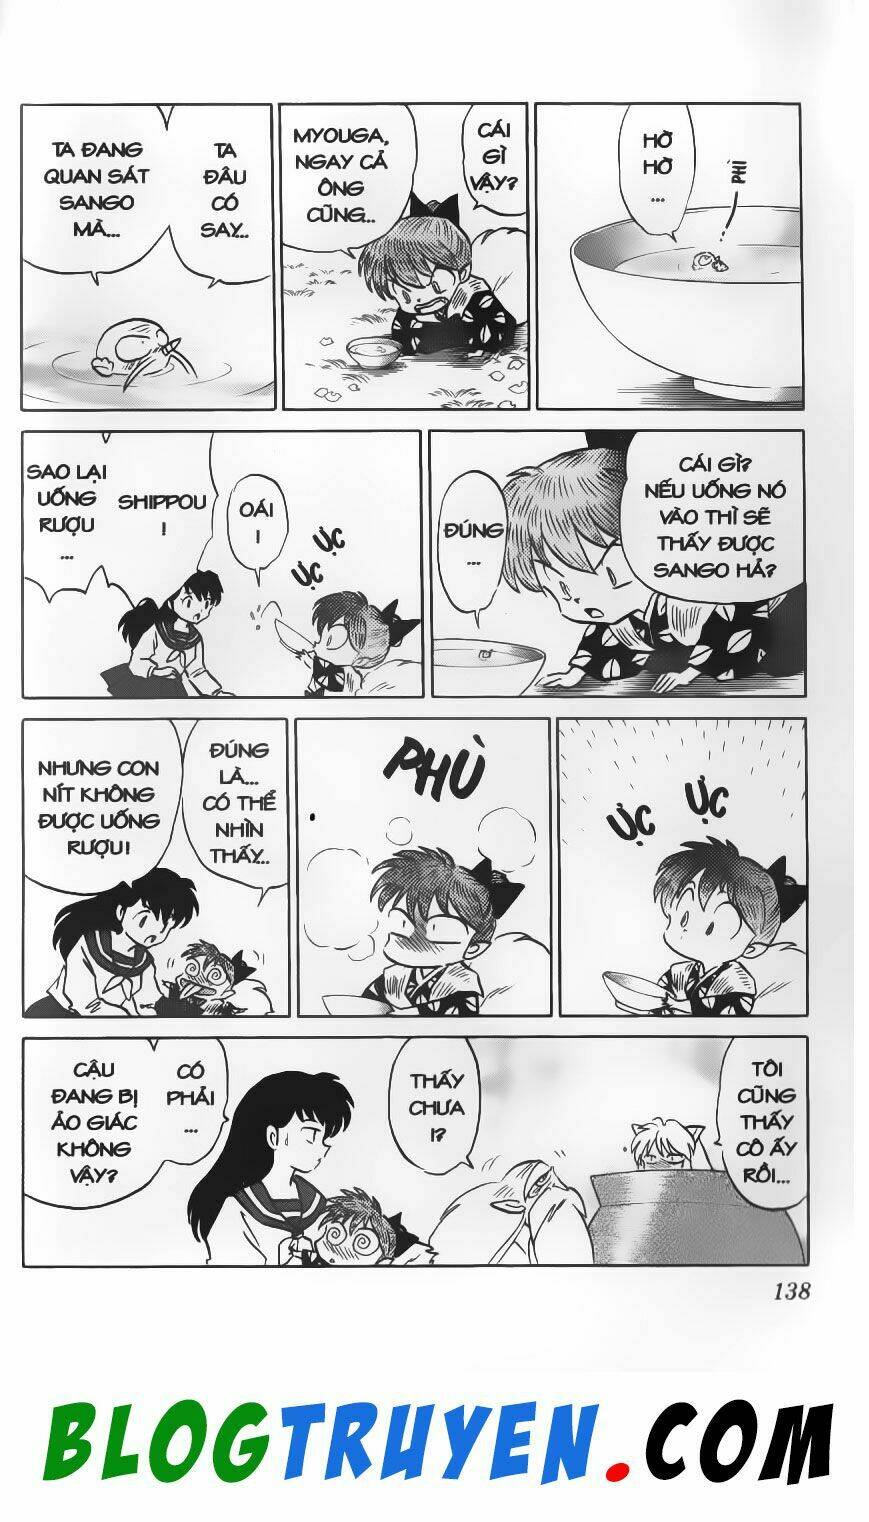 HỜ
HỜ
...
PHÌ
CÁI
GÌ
VẬY?
MYOUGA,
NGAY CẢ
ÔNG
CŨNG...
TA
ĐÂU
CÓ
SAY...
TA ĐANG
QUAN SÁT
SANGO
MÀ...
CÁI GÌ?
NẾU UỐNG NÓ
VÀO THÌ SẼ
THẤY ĐƯỢC
SANGO HẢ?
ĐÚNG
...
ỰC
ỰC
OÁI
!
SHIPPOU
!
SAO LẠI
UỐNG
RƯỢU
...
ỰC
ỰC
PHÙ
ĐÚNG
LÀ...
CÓ THỂ
NHÌN
THẤY...
NHƯNG CON
NÍT KHÔNG
ĐƯỢC UỐNG
RƯỢU!
TÔI
CŨNG
THẤY
CÔ ẤY
RỒI...
THẤY
CHƯA
!?
CÓ
PHẢI
...
CẬU
ĐANG BỊ
ẢO GIÁC
KHÔNG
VẬY?
138
BLOGTRUYEN.COM